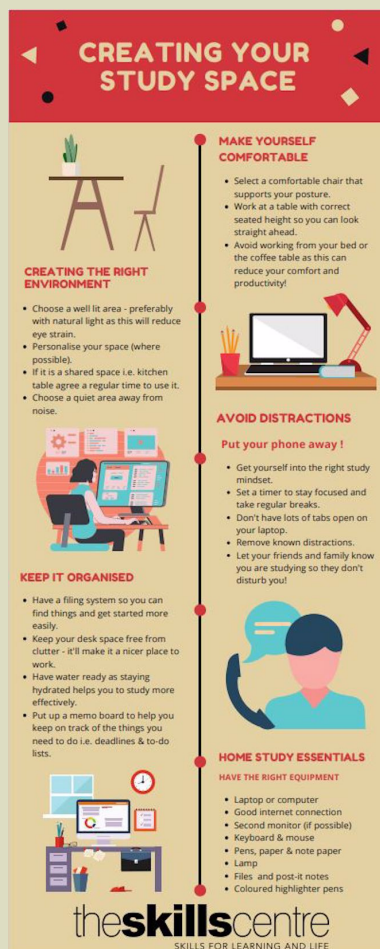 CREATING YOUR
STUDY SPACE
MAKE YOURSELF
COMFORTABLE
• Select a comfortable chair that
supports your posture.
• Work at a table with correct
seated height so you can look
straight ahead.
• Avoid working from your bed or
the coffee table as this can
reduce your comfort and
productivity!
CREATING THE RIGHT
ENVIRONMENT
• Choose a well lit area - preferably
with natural light as this will reduce
eye strain.
• Personalise your space (where
possible).
• If it is a shared space i.e. kitchen
table agree a regular time to use it.
• Choose a quiet area away from
noise.
AVOID DISTRACTIONS
Put your phone away !
• Get yourself into the right study
mindset.
• Set a timer to stay focused and
take regular breaks.
• Don't have lots of tabs open on
your laptop.
• Remove known distractions.
• Let your friends and family know
you are studying so they don't
disturb you!
KEEP IT ORGANISED
• Have a filing system so you can
find things and get started more
easily.
• Keep your desk space free from
clutter - it'll make it a nicer place to
work.
• Have water ready as staying
hydrated helps you to study more
effectively.
• Put up a memo board to help you
keep on track of the things you
need to do i.e. deadlines & to-do
lists.
HOME STUDY ESSENTIALS
HAVE THE RIGHT EQUIPMENT
• Laptop or computer
• Good internet connection
• Second monitor (if possible)
• Keyboard & mouse
• Pens, paper & note paper
• Lamp
• Files and post-it notes
• Coloured highlighter pens
theskillscentre
SKILLS FOR LEARNING AND LIFE